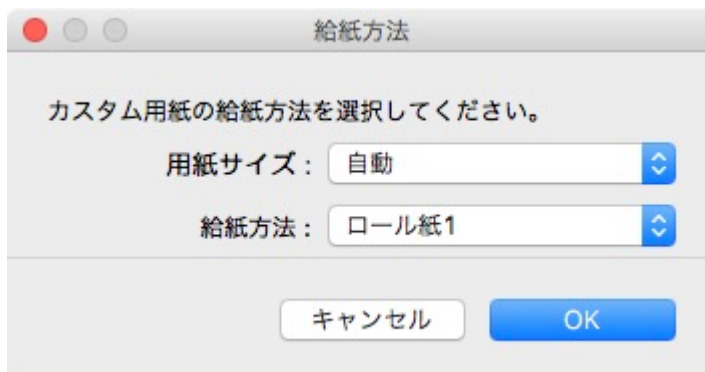 給紙方法
カスタム用紙の給紙方法を選択してください。
用紙サイズ： 自動
給紙方法： ロール紙1
キャンセル OK